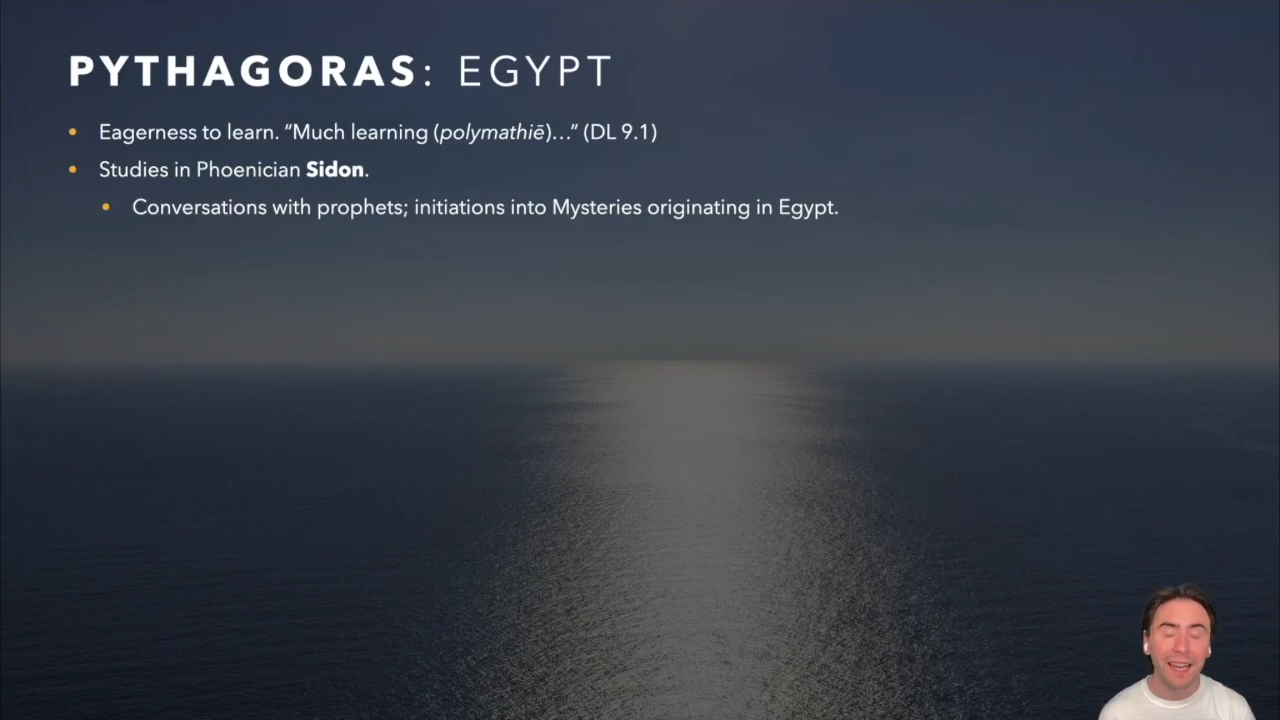 PYTHAGORAS: EGYPT
• Eagerness to learn. “Much learning (polymathiē)…” (DL 9.1)
• Studies in Phoenician Sidon.
• Conversations with prophets; initiations into Mysteries originating in Egypt.